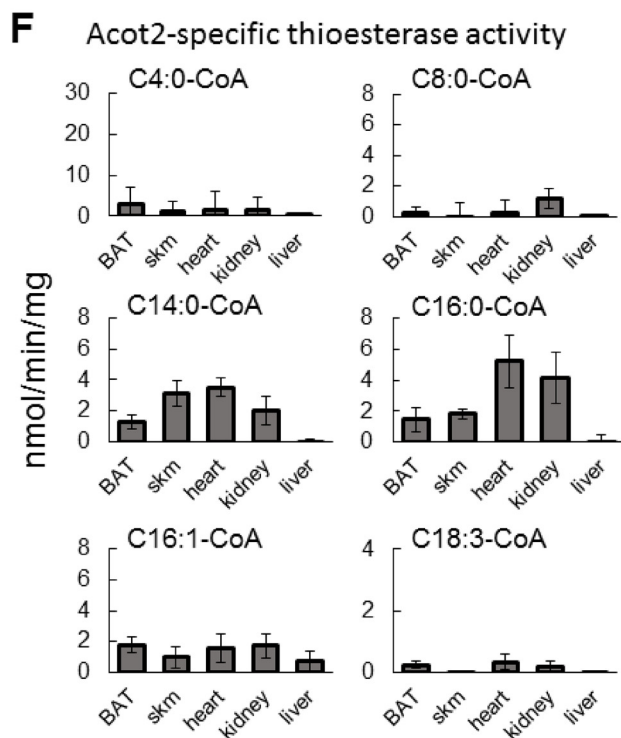 F Acot2-specific thioesterase activity
C4:0-CoA
30
20
10
0
BAT skm heart kidney liver
C8:0-CoA
8
6
4
2
0
BAT skm heart kidney liver
nmol/min/mg
C14:0-CoA
8
6
4
2
0
BAT skm heart kidney liver
C16:0-CoA
8
6
4
2
0
BAT skm heart kidney liver
C16:1-CoA
8
6
4
2
0
BAT skm heart kidney liver
C18:3-CoA
4
2
0
BAT skm heart kidney liver